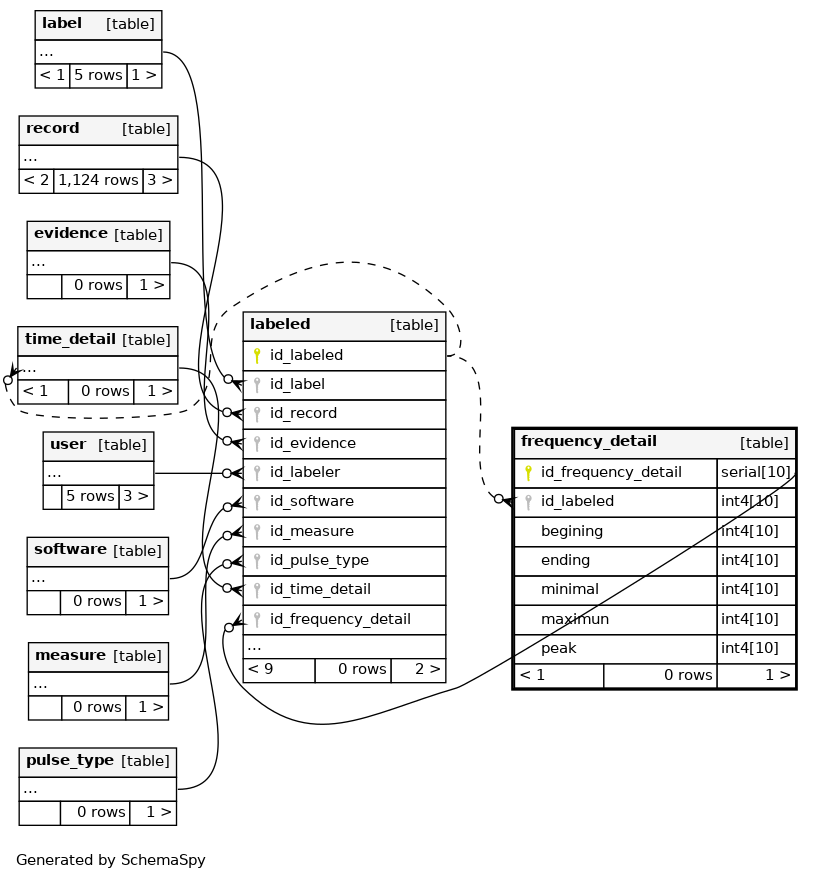 label [table]
...
< 1 5 rows 1 >
record [table]
...
< 2 1,124 rows 3 >
evidence [table]
...
0 rows 1 >
time_detail [table]
...
< 1 0 rows 1 >
user [table]
...
5 rows 3 >
software [table]
...
0 rows 1 >
measure [table]
...
0 rows 1 >
pulse_type [table]
...
0 rows 1 >
labeled [table]
id_labeled
id_label
id_record
id_evidence
id_labeler
id_software
id_measure
id_pulse_type
id_time_detail
id_frequency_detail
...
< 9 0 rows 2 >
frequency_detail [table]
id_frequency_detail serial[10]
id_labeled int4[10]
begining int4[10]
ending int4[10]
minimal int4[10]
maximun int4[10]
peak int4[10]
< 1 0 rows 1 >
Generated by SchemaSpy